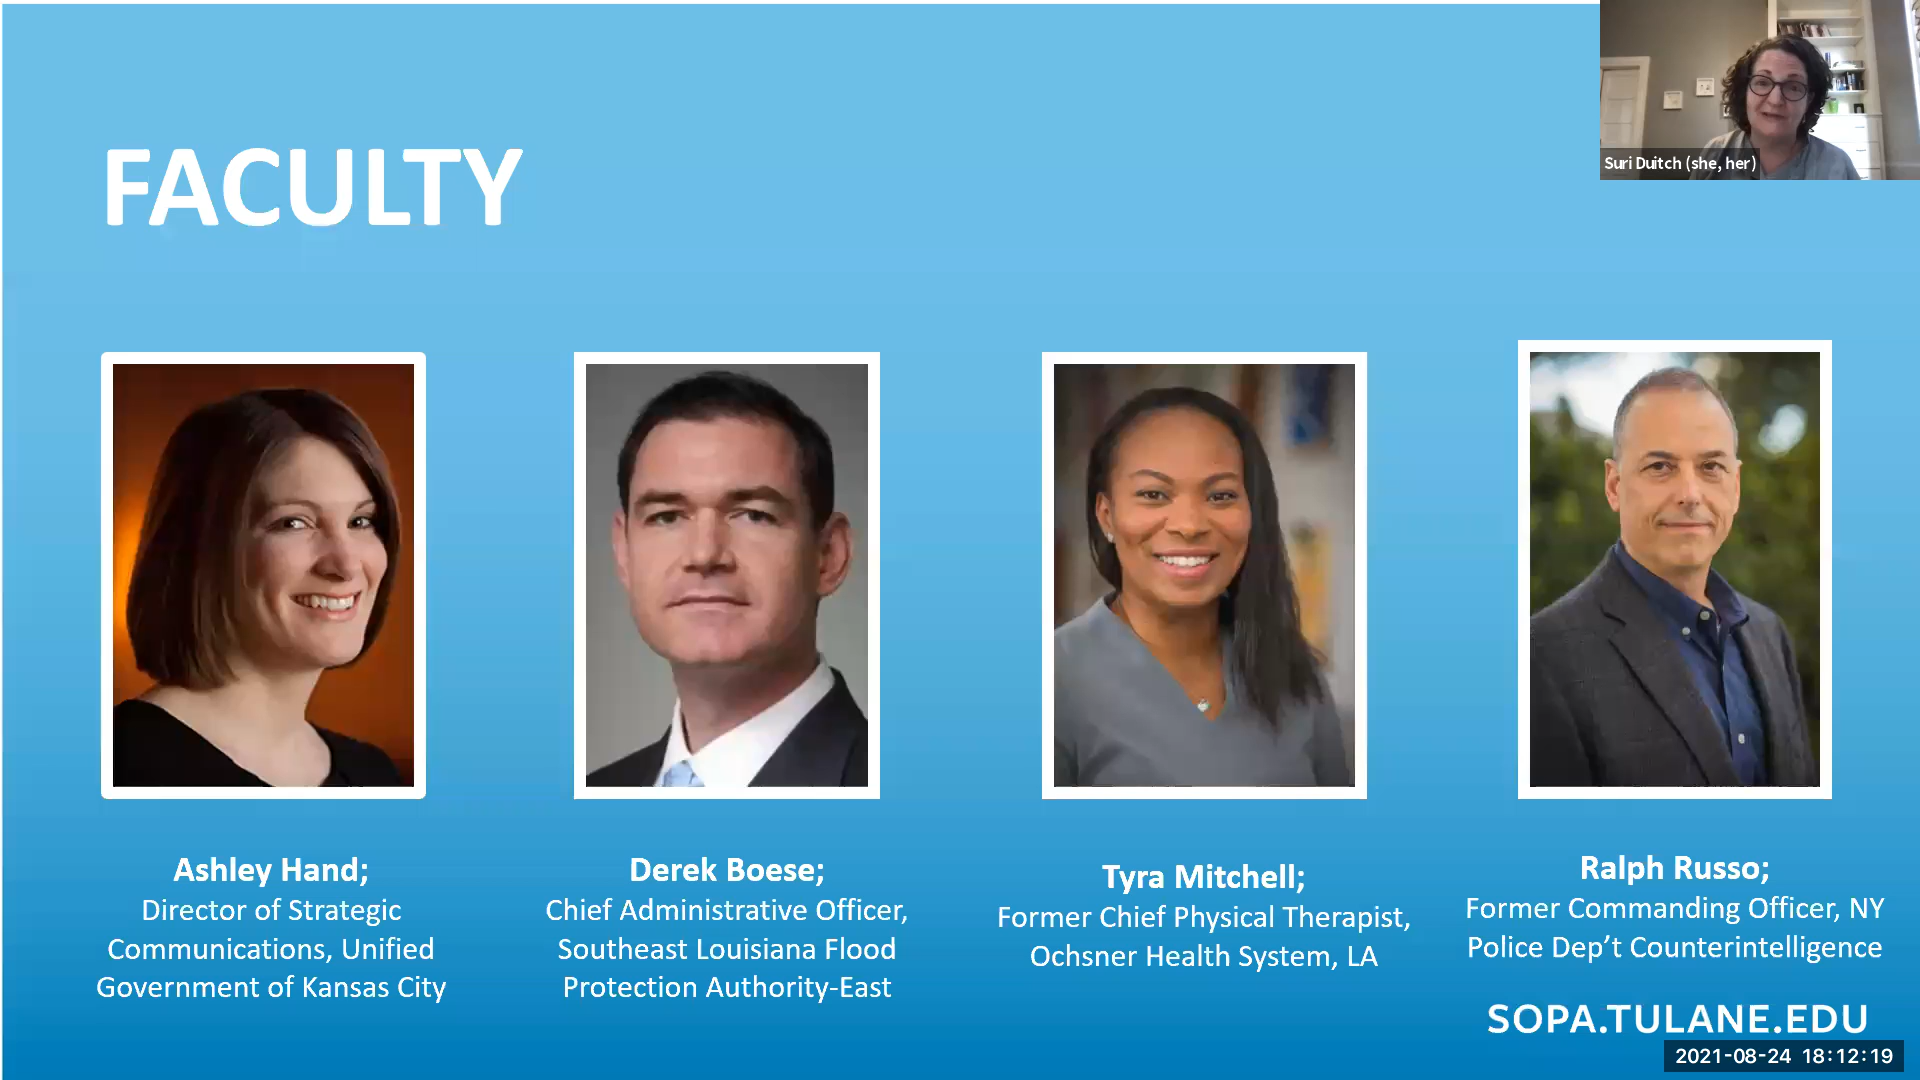 Suri Duitch (she, her)
FACULTY
Ashley Hand;
Director of Strategic
Communications, Unified
Government of Kansas City
Derek Boese;
Chief Administrative Officer,
Southeast Louisiana Flood
Protection Authority-East
Tyra Mitchell;
Former Chief Physical Therapist,
Ochsner Health System, LA
Ralph Russo;
Former Commanding Officer, NY
Police Dep’t Counterintelligence
SOPA.TULANE.EDU
2021-08-24 18:12:19